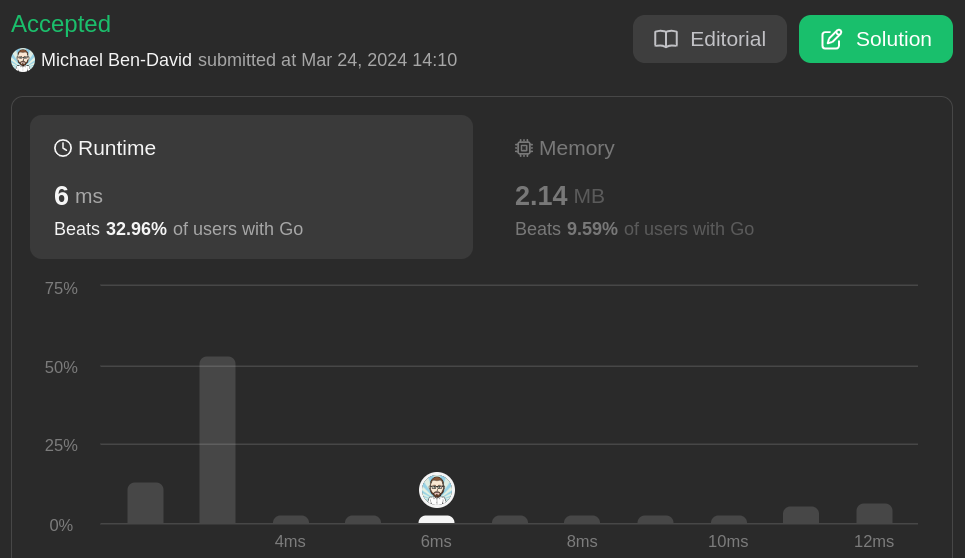 Accepted
Michael Ben-David submitted at Mar 24, 2024 14:10
Editorial
Solution
Runtime
6 ms
Beats 32.96% of users with Go
Memory
2.14 MB
Beats 9.59% of users with Go
75%
50%
25%
0%
4ms 6ms 8ms 10ms 12ms